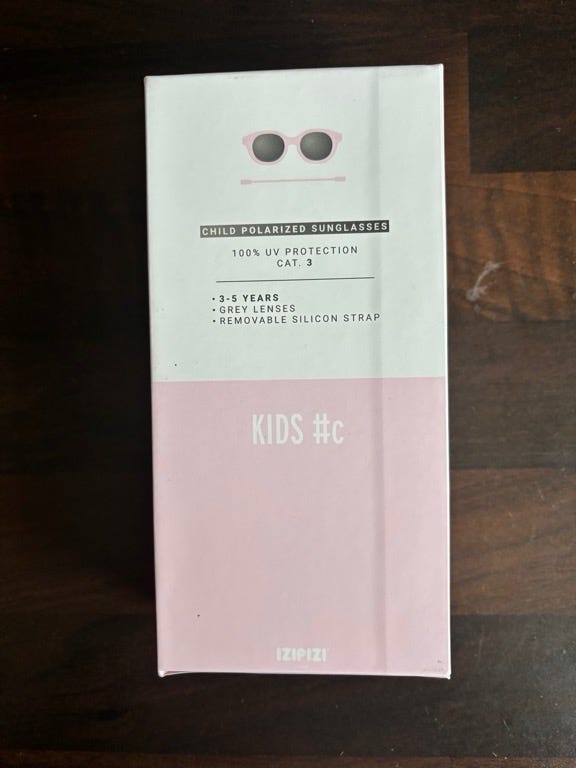 CHILD POLARIZED SUNGLASSES
100% UV PROTECTION
CAT. 3
• 3-5 YEARS
• GREY LENSES
• REMOVABLE SILICON STRAP
KIDS #c
IZIPIZI